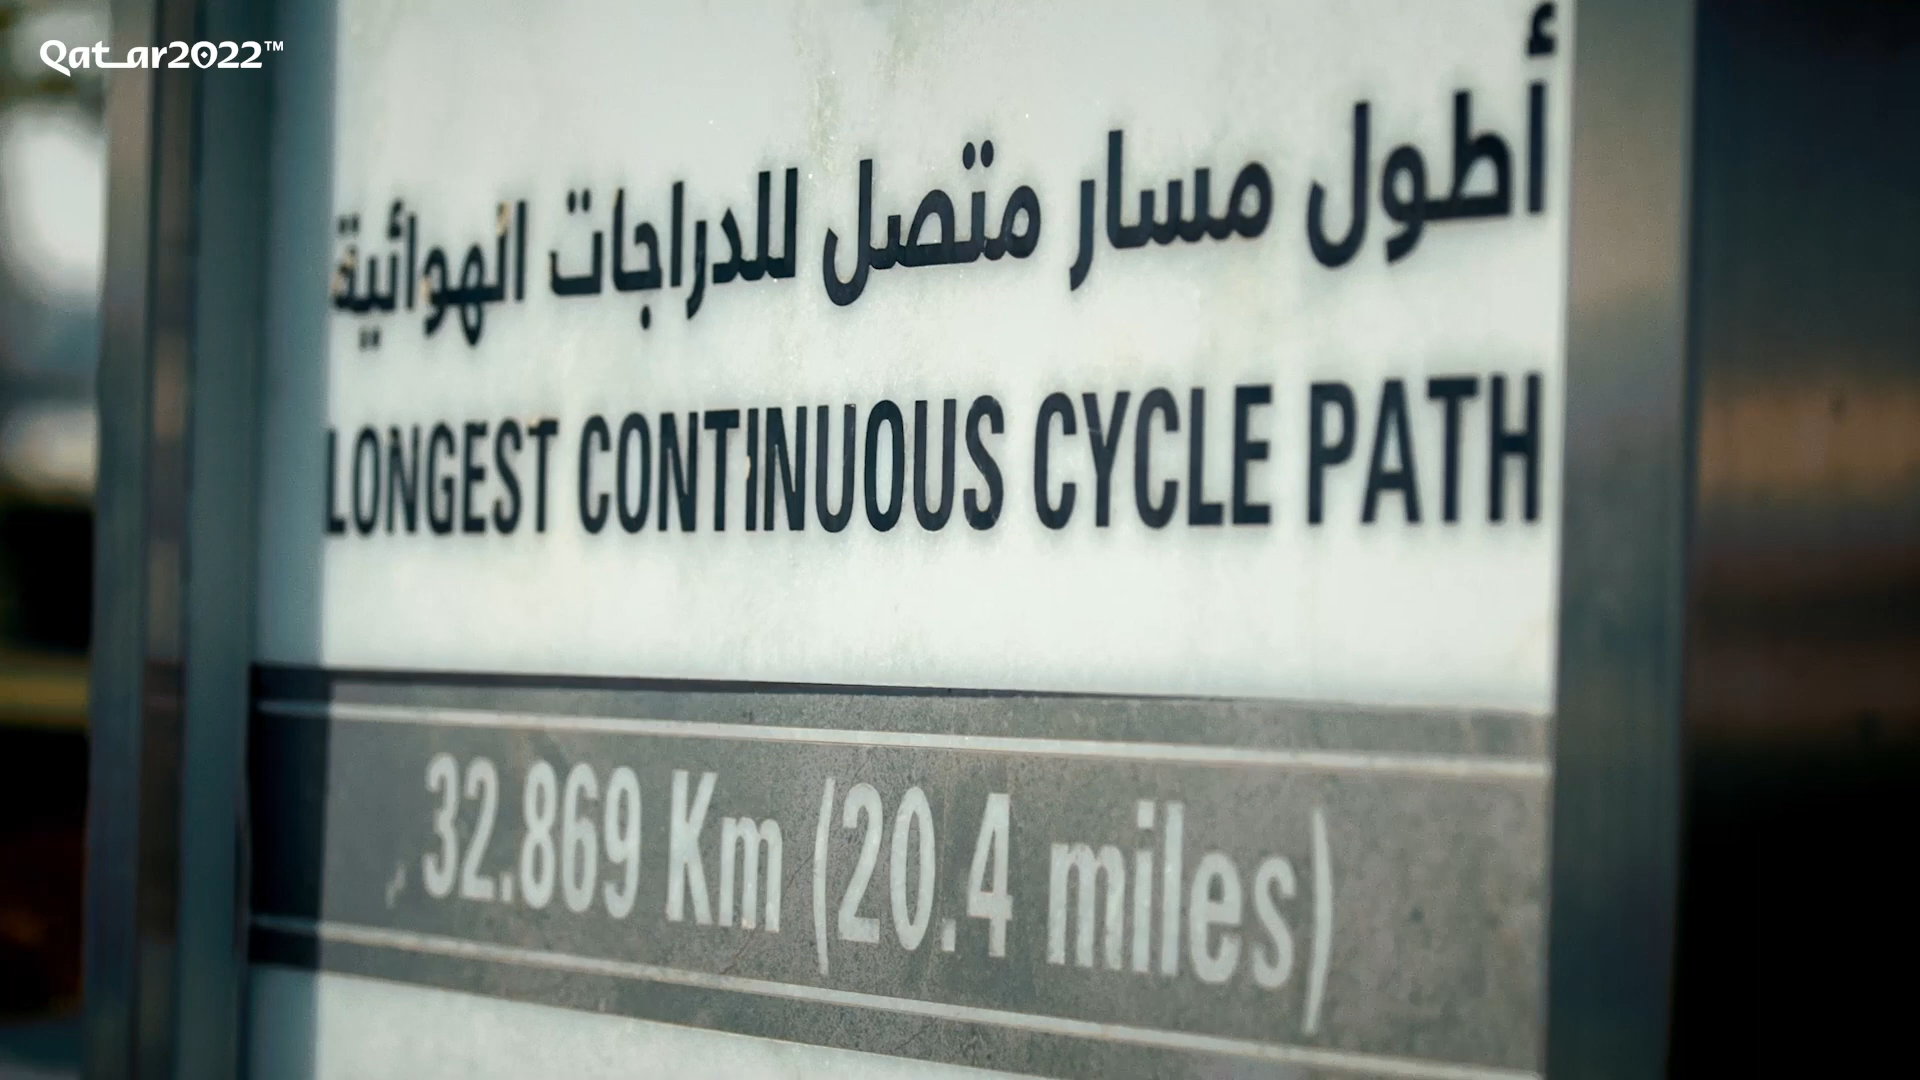 Qatar2022™
أطول مسار متصل للدراجات الهوائية
LONGEST CONTINUOUS CYCLE PATH
32.869 Km (20.4 miles)